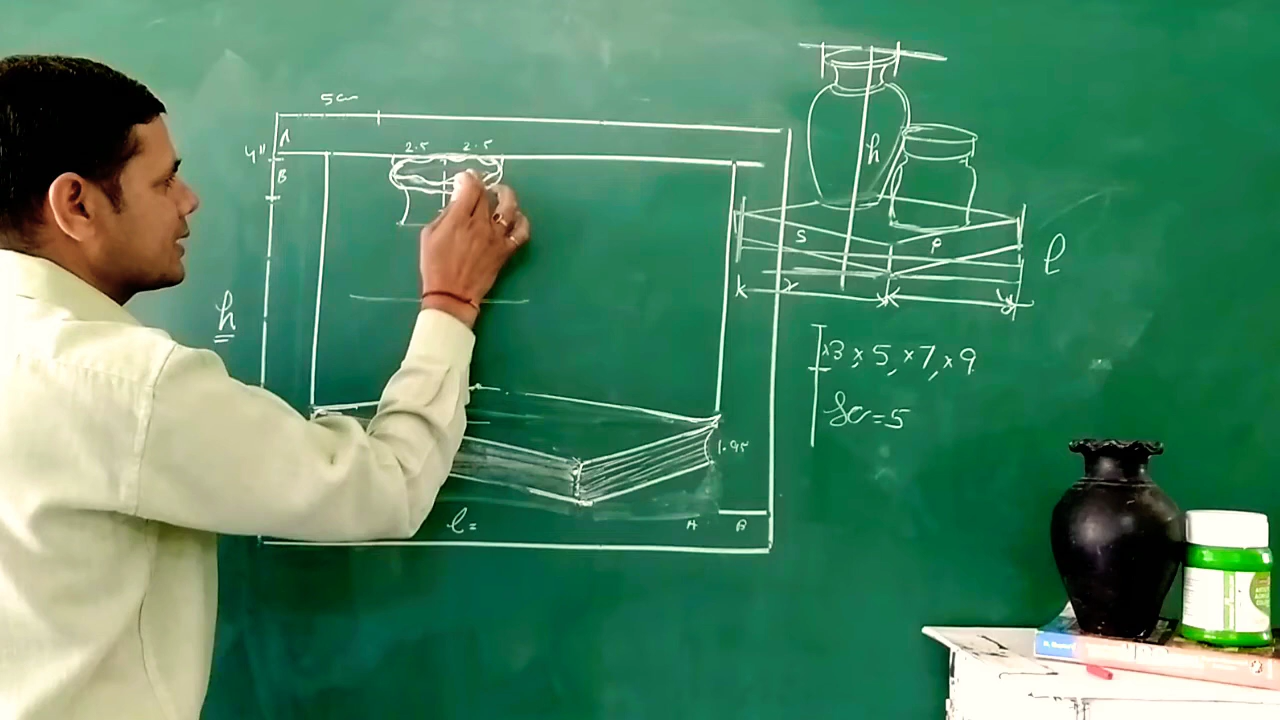 5cm
A
4"
B
2.5 2.5
h
1.95
l =
A B
h
S P
l
x
x3, x5, x7, x9
Sc=5